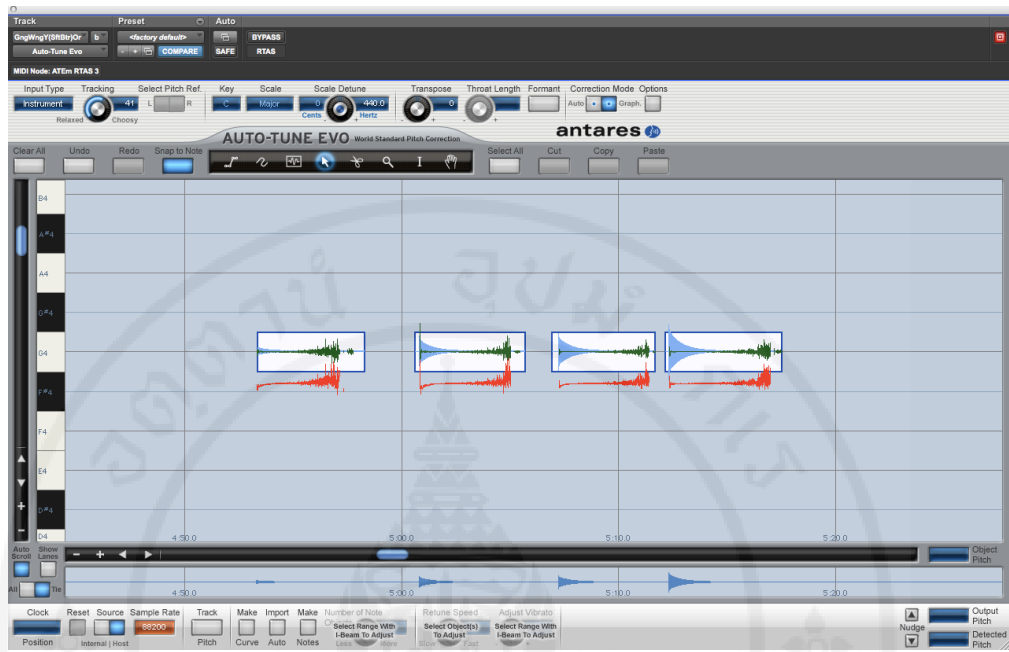 Track Preset Auto
GngWngY(SftBtr)Or b <factory default> BYPASS
Auto-Tune Evo - + COMPARE SAFE RTAS
MIDI Node: ATEm RTAS 3
Input Type Tracking Select Pitch Ref. Key Scale Scale Detune Transpose Throat Length Formant Correction Mode Options
Instrument 41 L R C Major 0 440.0 0 Auto Graph.
Relaxed Choosy Cents - + Hertz - + - +
AUTO-TUNE EVO World Standard Pitch Correction antares
Clear All Undo Redo Snap to Note Select All Cut Copy Paste
B4
A#4
A4
G#4
G4
F#4
F4
E4
D#4
D4
4:50.0 5:00.0 5:10.0 5:20.0
Auto Scroll Show Lanes - + Object Pitch
All Tie
4:50.0 5:00.0 5:10.0 5:20.0
Clock Reset Source Sample Rate Track Make Import Make Number of Note Retune Speed Adjust Vibrato Output Pitch
88200 Select Range With I-Beam To Adjust Select Object(s) To Adjust Select Range With I-Beam To Adjust Nudge
Position Internal | Host Pitch Curve Auto Notes Less More Slow Fast - + Detected Pitch